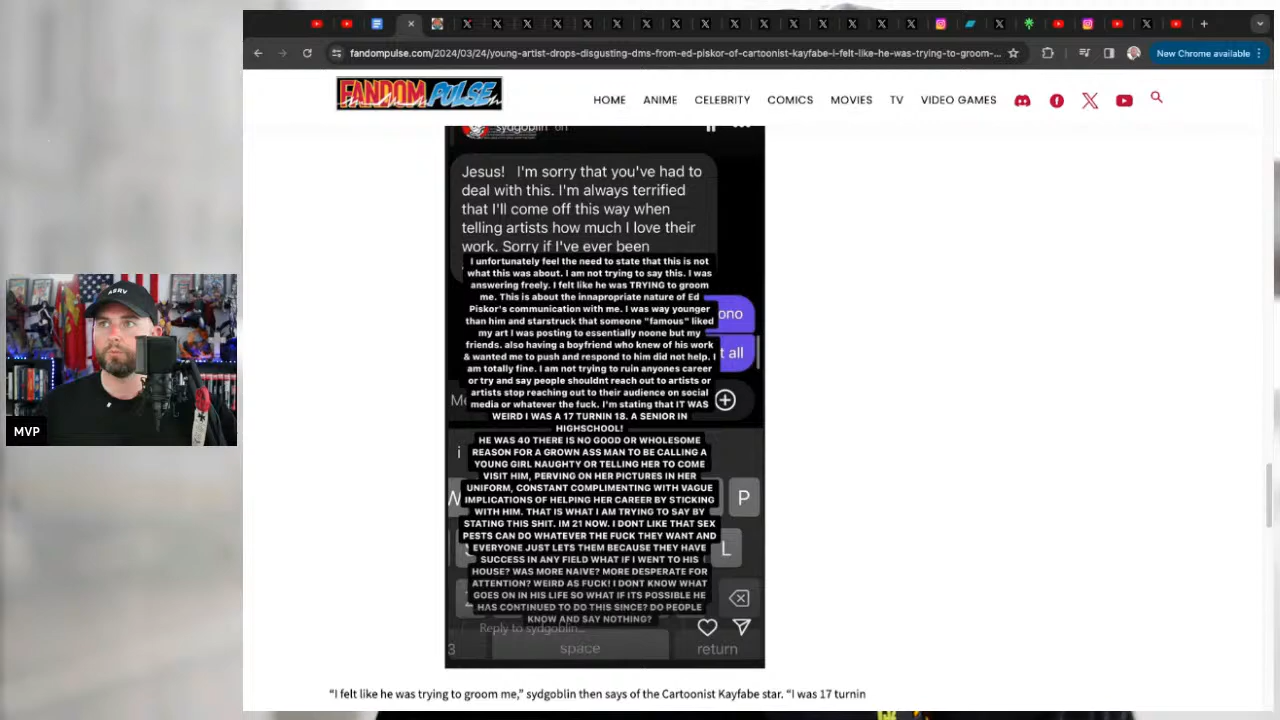 fandompulse.com/2024/03/24/young-artist-drops-disgusting-dms-from-ed-piskor-of-cartoonist-kayfabe-i-felt-like-he-was-trying-to-groom-...
New Chrome available
FANDOM PULSE
HOME
ANIME
CELEBRITY
COMICS
MOVIES
TV
VIDEO GAMES
sydgoblin 6h
Jesus! I'm sorry that you've had to
deal with this. I'm always terrified
that I'll come off this way when
telling artists how much I love their
work. Sorry if I've ever been
I unfortunately feel the need to state that this is not
what this was about. I am not trying to say this. I was
answering freely. I felt like he was TRYING to groom
me. This is about the innapropriate nature of Ed
Piskor's communication with me. I was way younger
than him and starstruck that someone "famous" liked
my art I was posting to essentially noone but my
friends. also having a boyfriend who knew of his work
& wanted me to push and respond to him did not help. I
am totally fine. I am not trying to ruin anyones career
or try and say people shouldnt reach out to artists or
artists stop reaching out to their audience on social
media or whatever the fuck. I'm stating that IT WAS
WEIRD I WAS A 17 TURNIN 18. A SENIOR IN
HIGHSCHOOL!
HE WAS 40 THERE IS NO GOOD OR WHOLESOME
REASON FOR A GROWN ASS MAN TO BE CALLING A
YOUNG GIRL NAUGHTY OR TELLING HER TO COME
VISIT HIM, PERVING ON HER PICTURES IN HER
UNIFORM, CONSTANT COMPLIMENTING WITH VAGUE
IMPLICATIONS OF HELPING HER CAREER BY STICKING
WITH HIM. THAT IS WHAT I AM TRYING TO SAY BY
STATING THIS SHIT. IM 21 NOW. I DONT LIKE THAT SEX
PESTS CAN DO WHATEVER THE FUCK THEY WANT AND
EVERYONE JUST LETS THEM BECAUSE THEY HAVE
SUCCESS IN ANY FIELD WHAT IF I WENT TO HIS
HOUSE? WAS MORE NAIVE? MORE DESPERATE FOR
ATTENTION? WEIRD AS FUCK! I DONT KNOW WHAT
GOES ON IN HIS LIFE SO WHAT IF ITS POSSIBLE HE
HAS CONTINUED TO DO THIS SINCE? DO PEOPLE
KNOW AND SAY NOTHING?
ono
t all
Me
i
P
L
Reply to sydgoblin...
3
space
return
"I felt like he was trying to groom me," sydgoblin then says of the Cartoonist Kayfabe star. "I was 17 turnin
ASRV
MVP